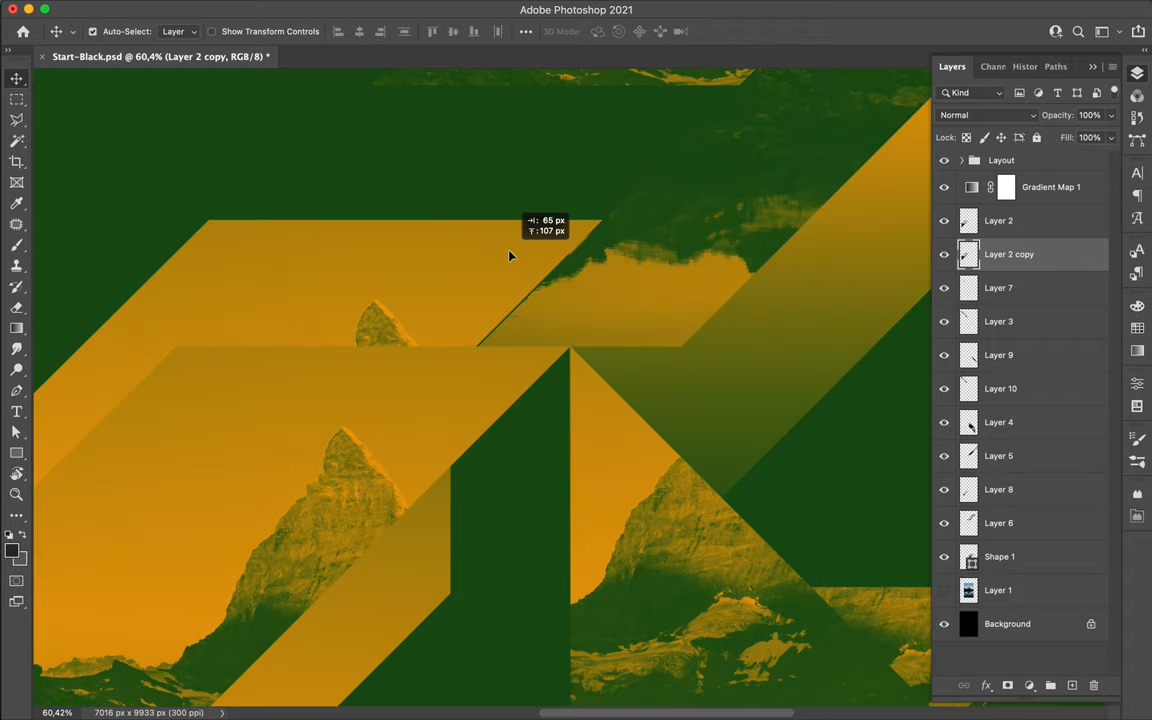 Adobe Photoshop 2021
Auto-Select: Layer Show Transform Controls 3D Mode:
Start-Black.psd @ 60,4% (Layer 2 copy, RGB/8) *
Layers Chann Histor Paths
Kind
Normal Opacity: 100%
Lock: Fill: 100%
Layout
Gradient Map 1
Layer 2
Layer 2 copy
Layer 7
Layer 3
Layer 9
Layer 10
Layer 4
Layer 5
Layer 8
Layer 6
Shape 1
Layer 1
Background
65 px
107 px
60,42% 7016 px x 9933 px (300 ppi)